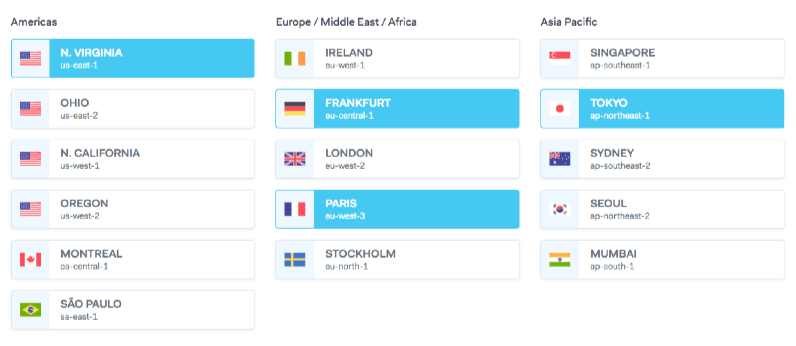 Americas
N. VIRGINIA
us-east-1
OHIO
us-east-2
N. CALIFORNIA
us-west-1
OREGON
us-west-2
MONTREAL
ca-central-1
SÃO PAULO
sa-east-1
Europe / Middle East / Africa
IRELAND
eu-west-1
FRANKFURT
eu-central-1
LONDON
eu-west-2
PARIS
eu-west-3
STOCKHOLM
eu-north-1
Asia Pacific
SINGAPORE
ap-southeast-1
TOKYO
ap-northeast-1
SYDNEY
ap-southeast-2
SEOUL
ap-northeast-2
MUMBAI
ap-south-1